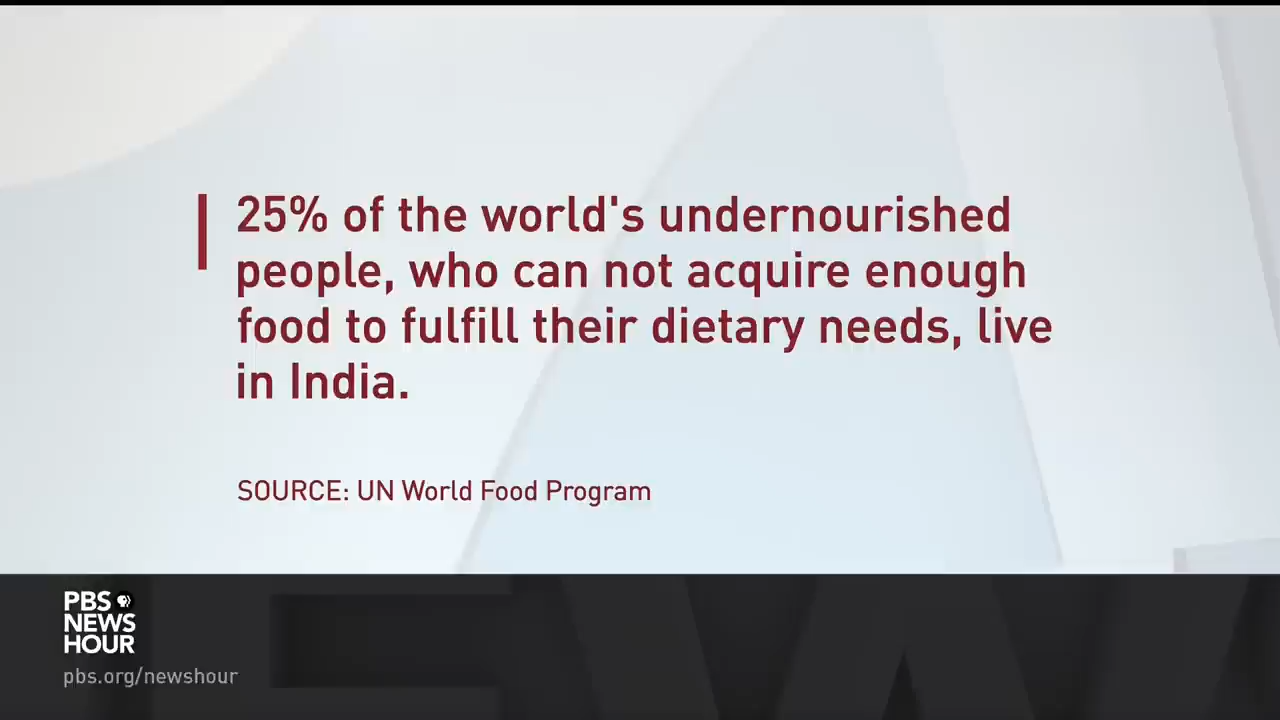 25% of the world's undernourished
people, who can not acquire enough
food to fulfill their dietary needs, live
in India.
SOURCE: UN World Food Program
PBS
NEWS
HOUR
pbs.org/newshour